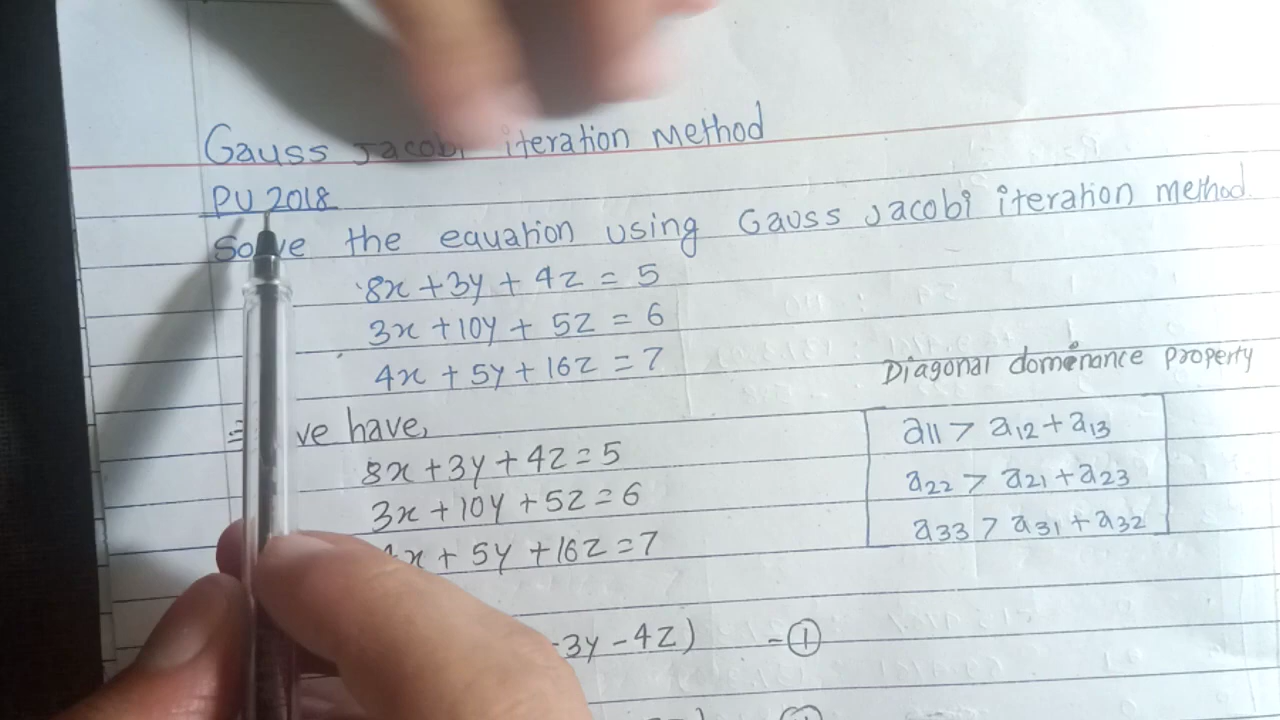 Gauss Jacobi iteration Method
PU 2018
Solve the equation using Gauss Jacobi iteration method.
8x + 3y + 4z = 5
3x + 10y + 5z = 6
4x + 5y + 16z = 7
Diagonal dominance property
have,
8x + 3y + 4z = 5
3x + 10y + 5z = 6
x + 5y + 16z = 7
a11 > a12 + a13
a22 > a21 + a23
a33 > a31 + a32
-3y - 4z) - ①